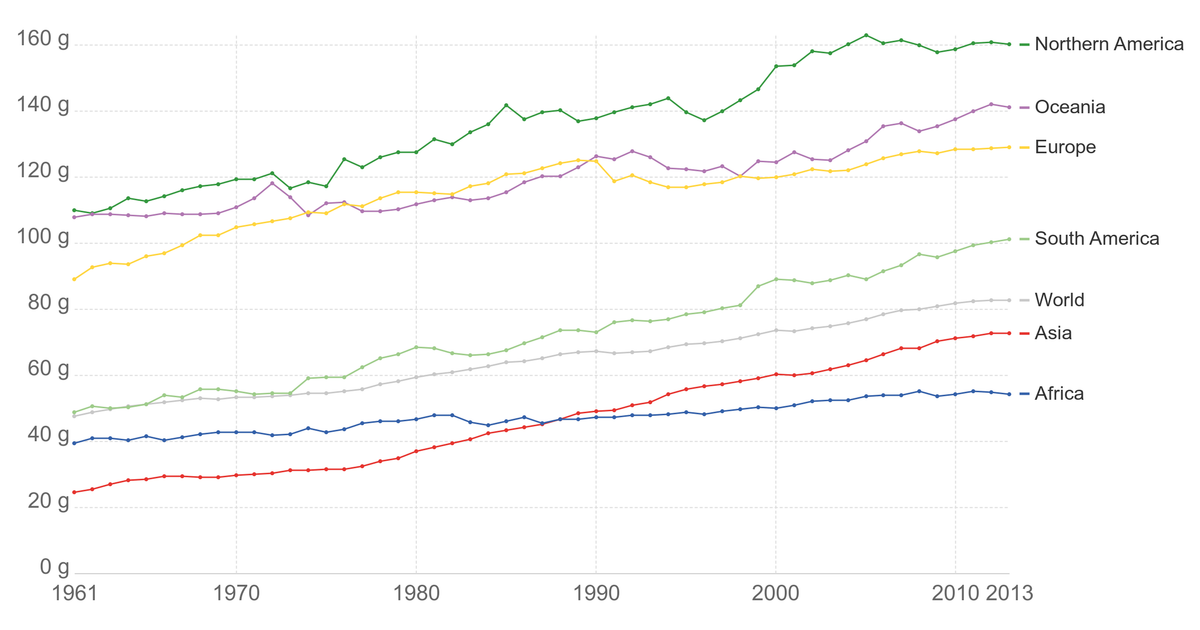 160 g
Northern America
140 g
Oceania
Europe
120 g
100 g
South America
80 g
World
Asia
60 g
Africa
40 g
20 g
0 g
1961 1970 1980 1990 2000 2010 2013